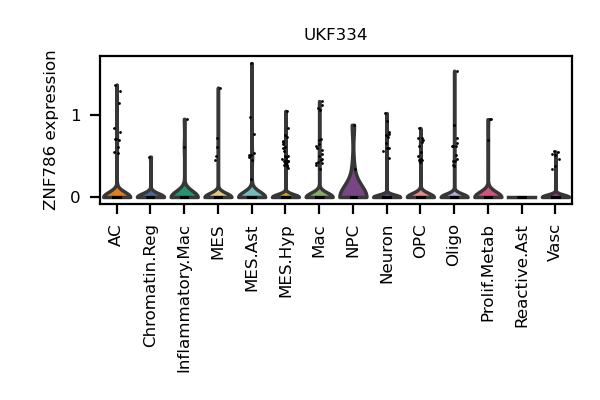 UKF334
ZNF786 expression
1
0
AC
Chromatin.Reg
Inflammatory.Mac
MES
MES.Ast
MES.Hyp
Mac
NPC
Neuron
OPC
Oligo
Prolif.Metab
Reactive.Ast
Vasc